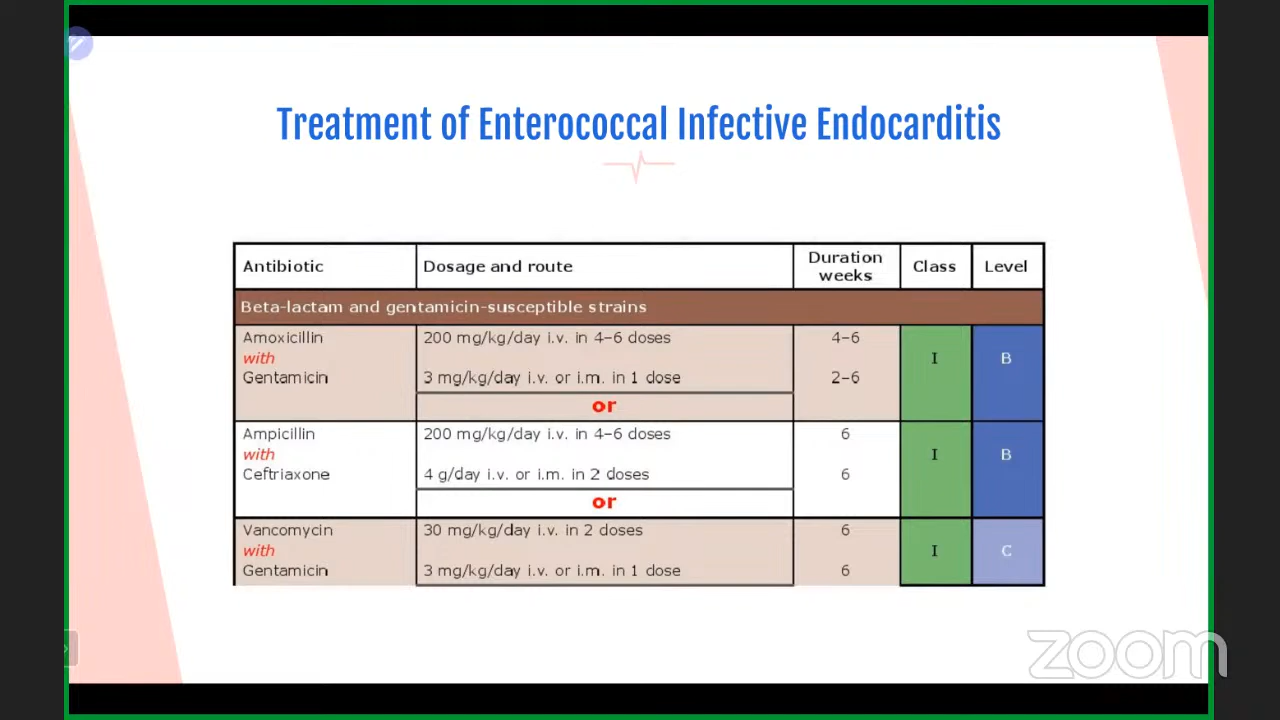 Treatment of Enterococcal Infective Endocarditis
Antibiotic Dosage and route Duration weeks Class Level
Beta-lactam and gentamicin-susceptible strains
Amoxicillin 200 mg/kg/day i.v. in 4–6 doses 4–6
with I B
Gentamicin 3 mg/kg/day i.v. or i.m. in 1 dose 2–6
or
Ampicillin 200 mg/kg/day i.v. in 4–6 doses 6
with I B
Ceftriaxone 4 g/day i.v. or i.m. in 2 doses 6
or
Vancomycin 30 mg/kg/day i.v. in 2 doses 6
with I C
Gentamicin 3 mg/kg/day i.v. or i.m. in 1 dose 6
zoom